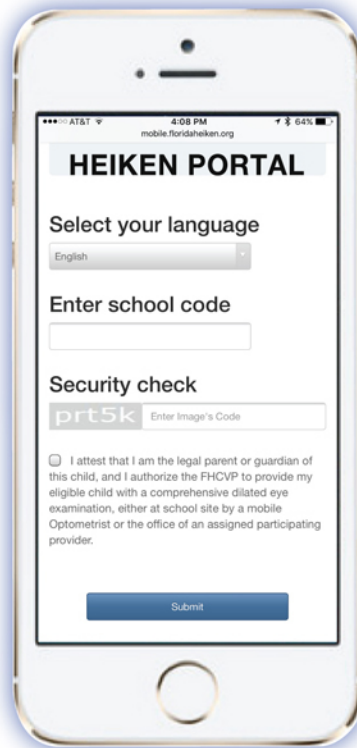 ●●●○○ AT&T 4:08 PM 64%
mobile.floridaheiken.org
HEIKEN PORTAL
Select your language
English
Enter school code
Security check
prt5k Enter Image's Code
I attest that I am the legal parent or guardian of
this child, and I authorize the FHCVP to provide my
eligible child with a comprehensive dilated eye
examination, either at school site by a mobile
Optometrist or the office of an assigned participating
provider.
Submit